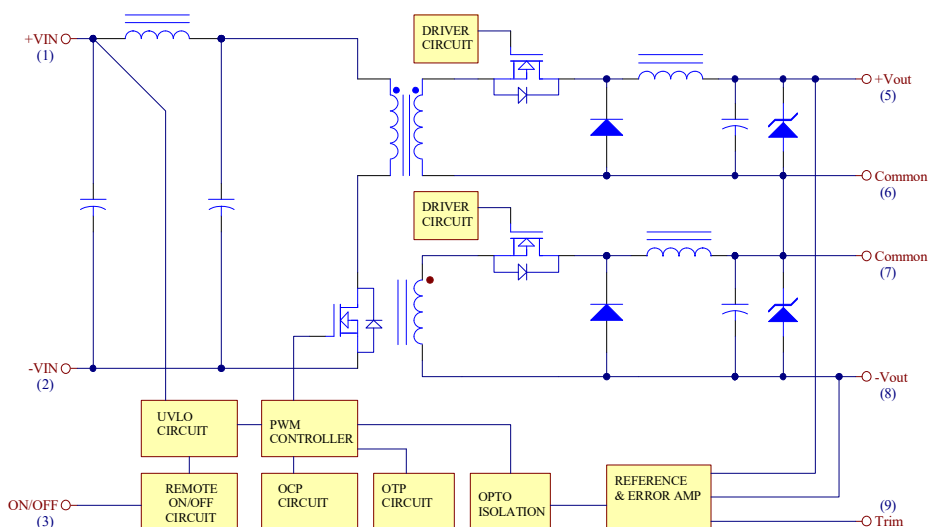 +VIN
(1)
DRIVER
CIRCUIT
+Vout
(5)
Common
(6)
DRIVER
CIRCUIT
Common
(7)
-VIN
(2)
-Vout
(8)
UVLO
CIRCUIT
PWM
CONTROLLER
ON/OFF
(3)
REMOTE
ON/OFF
CIRCUIT
OCP
CIRCUIT
OTP
CIRCUIT
OPTO
ISOLATION
REFERENCE
& ERROR AMP
(9)
Trim